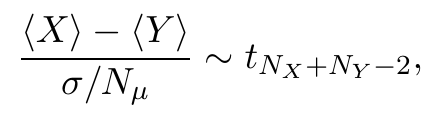 \frac{\langle X \rangle - \langle Y \rangle}{\sigma / N_{\mu}} \sim t_{N_X + N_Y - 2},